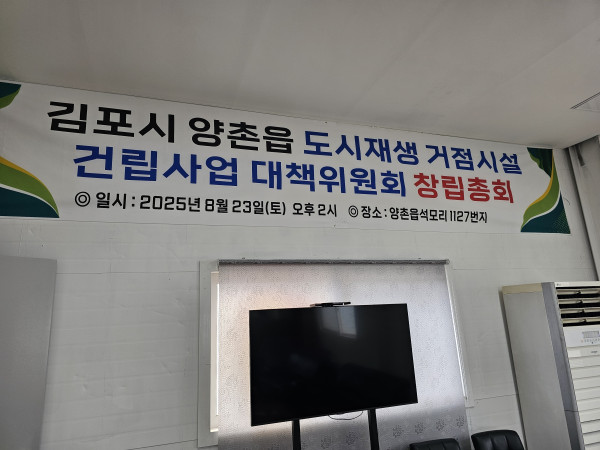 김포시 양촌읍 도시재생 거점시설
건립사업 대책위원회 창립총회
◎ 일시 : 2025년 8월 23일(토) 오후 2시 ◎ 장소 : 양촌읍석모리 1127번지